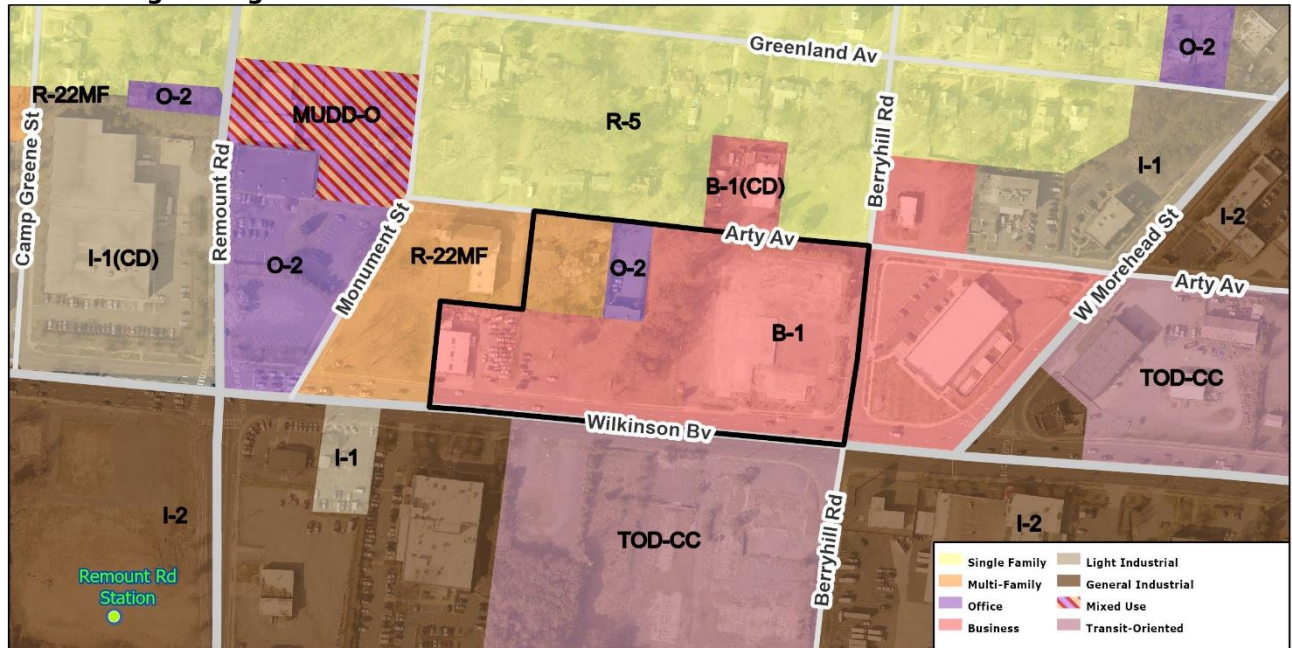 Greenland Av
O-2
R-22MF
O-2
MUDD-O
R-5
Berryhill Rd
I-1
I-2
Camp Greene St
Remount Rd
B-1(CD)
Monument St
Arty Av
W Morehead St
I-1(CD)
O-2
R-22MF
O-2
Arty Av
B-1
TOD-CC
Wilkinson Bv
I-1
I-2
TOD-CC
Berryhill Rd
I-2
Remount Rd
Station
Single Family
Multi-Family
Office
Business
Light Industrial
General Industrial
Mixed Use
Transit-Oriented